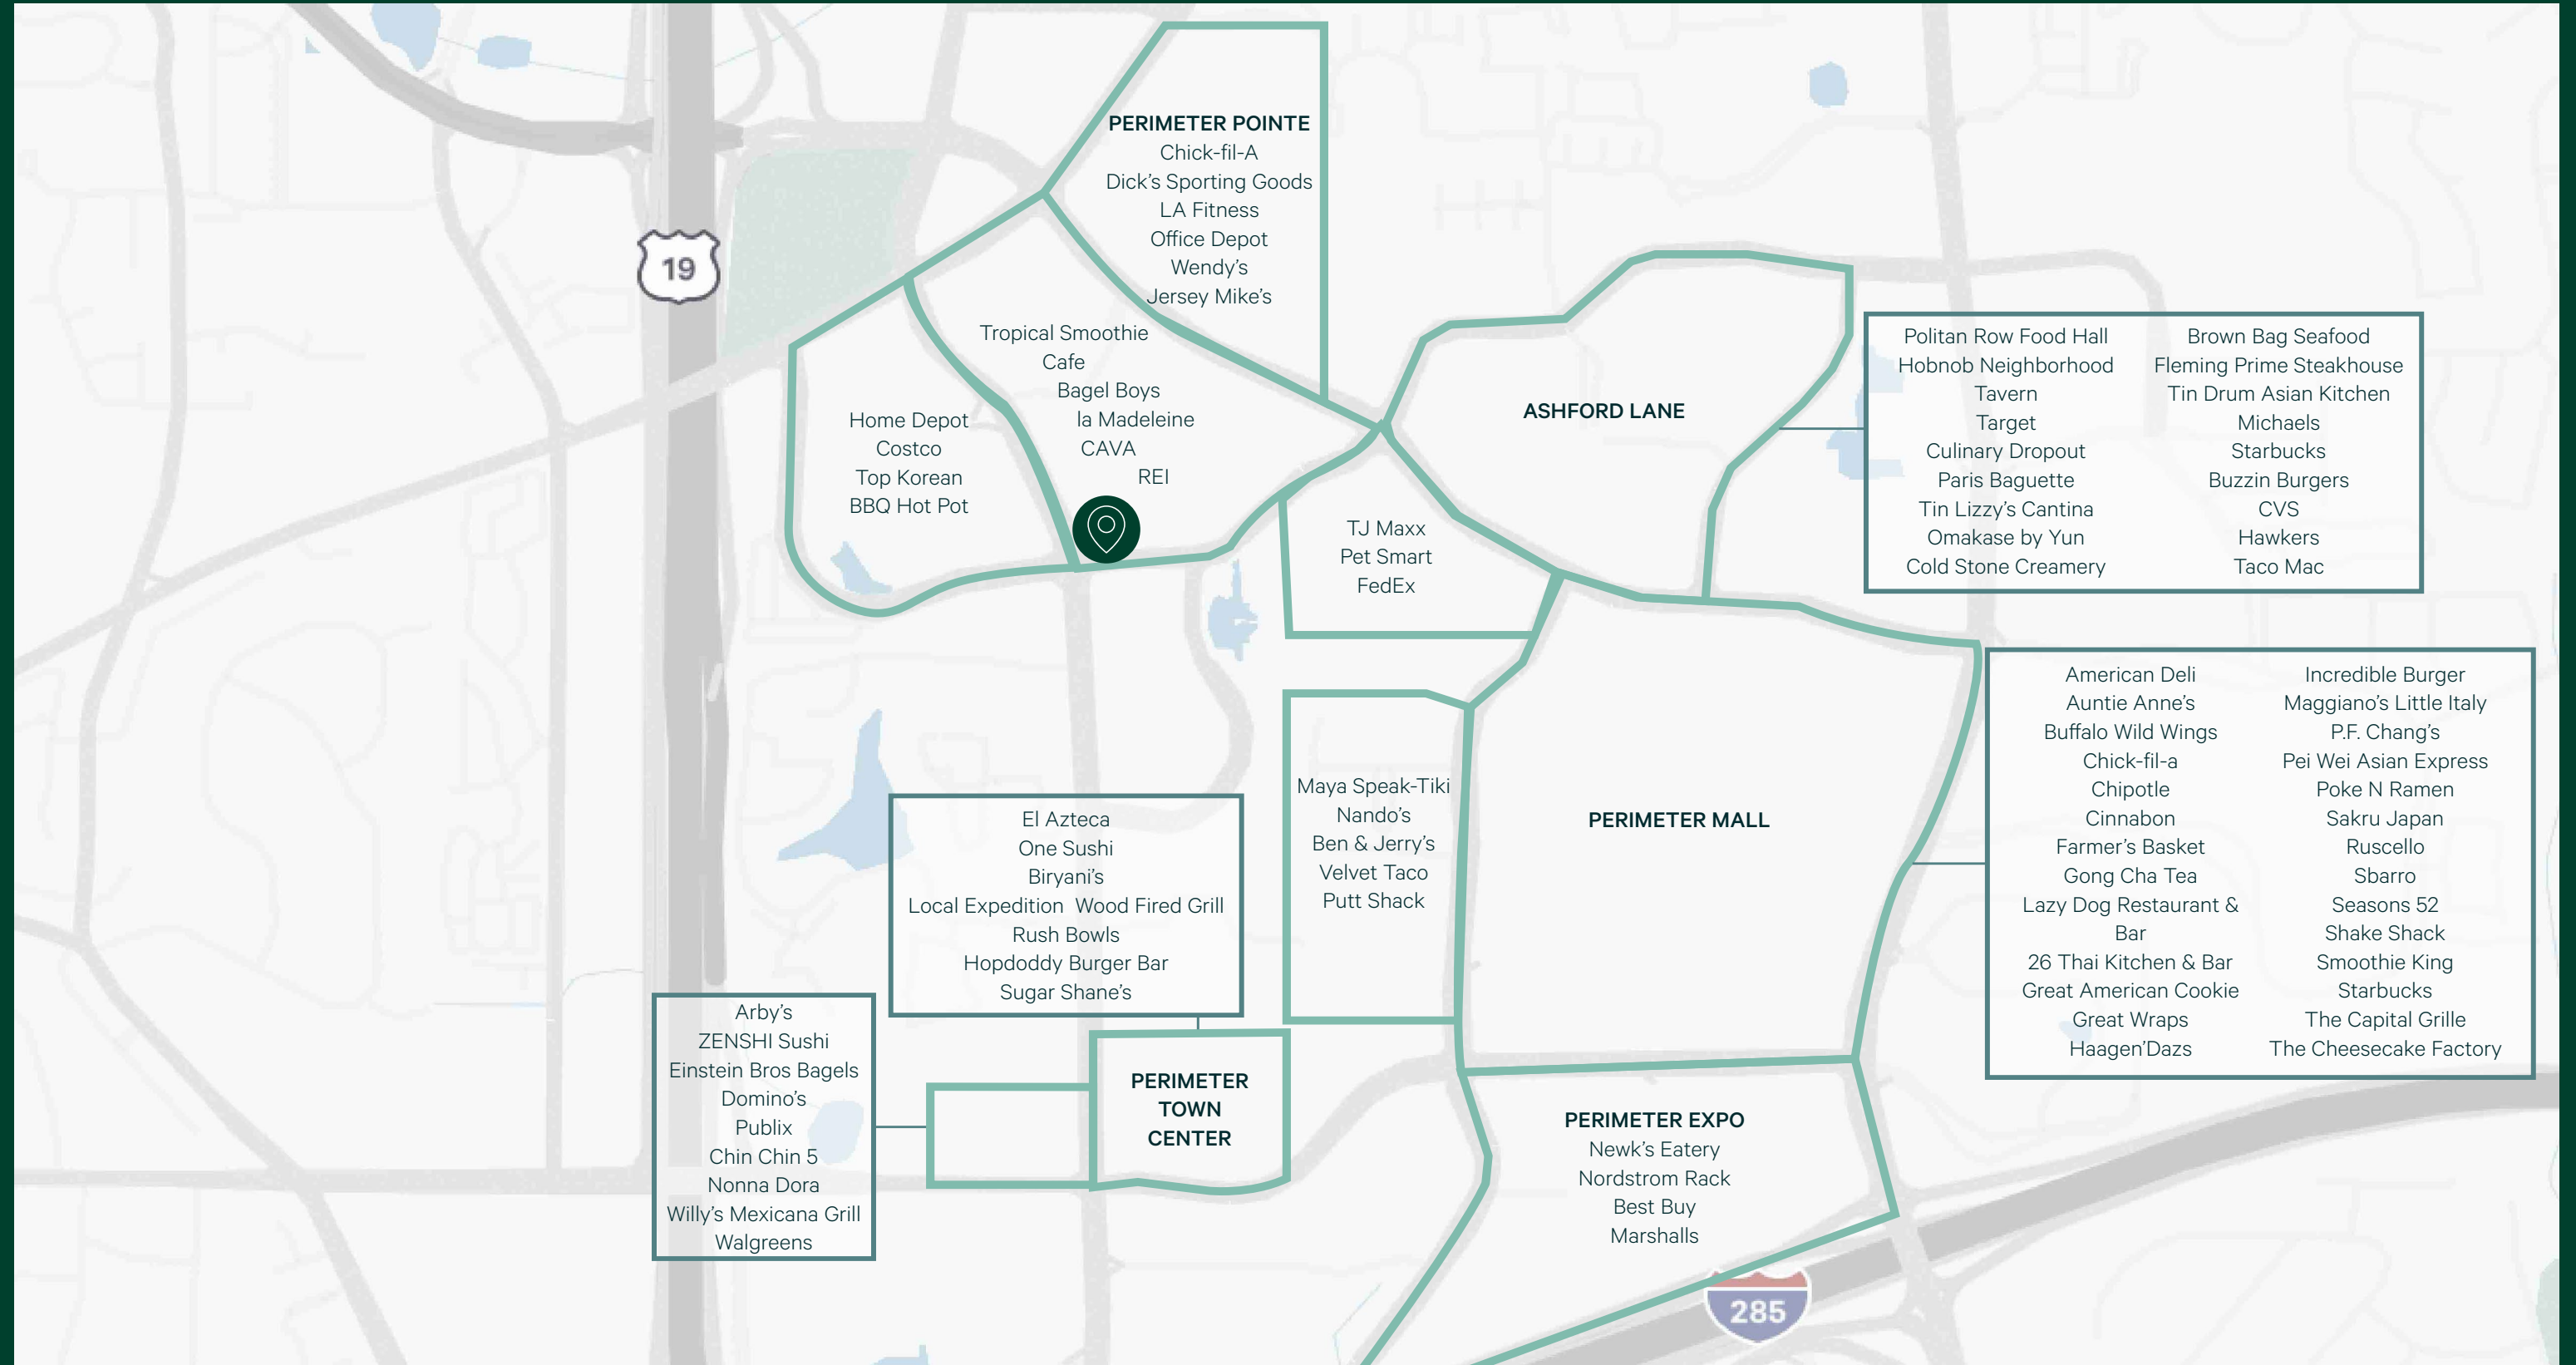 PERIMETER POINTE
Chick-fil-A
Dick's Sporting Goods
LA Fitness
Office Depot
Wendy's
Jersey Mike's
19
Tropical Smoothie
Cafe
Bagel Boys
la Madeleine
CAVA
REI
Home Depot
Costco
Top Korean
BBQ Hot Pot
ASHFORD LANE
Politan Row Food Hall
Hobnob Neighborhood
Tavern
Target
Culinary Dropout
Paris Baguette
Tin Lizzy's Cantina
Omakase by Yun
Cold Stone Creamery
Brown Bag Seafood
Fleming Prime Steakhouse
Tin Drum Asian Kitchen
Michaels
Starbucks
Buzzin Burgers
CVS
Hawkers
Taco Mac
TJ Maxx
Pet Smart
FedEx
American Deli
Auntie Anne's
Buffalo Wild Wings
Chick-fil-a
Chipotle
Cinnabon
Farmer's Basket
Gong Cha Tea
Lazy Dog Restaurant &
Bar
26 Thai Kitchen & Bar
Great American Cookie
Great Wraps
Haagen'Dazs
Incredible Burger
Maggiano's Little Italy
P.F. Chang's
Pei Wei Asian Express
Poke N Ramen
Sakru Japan
Ruscello
Sbarro
Seasons 52
Shake Shack
Smoothie King
Starbucks
The Capital Grille
The Cheesecake Factory
PERIMETER MALL
Maya Speak-Tiki
Nando's
Ben & Jerry's
Velvet Taco
Putt Shack
El Azteca
One Sushi
Biryani's
Local Expedition  Wood Fired Grill
Rush Bowls
Hopdoddy Burger Bar
Sugar Shane's
Arby's
ZENSHI Sushi
Einstein Bros Bagels
Domino's
Publix
Chin Chin 5
Nonna Dora
Willy's Mexicana Grill
Walgreens
PERIMETER
TOWN
CENTER
PERIMETER EXPO
Newk's Eatery
Nordstrom Rack
Best Buy
Marshalls
285